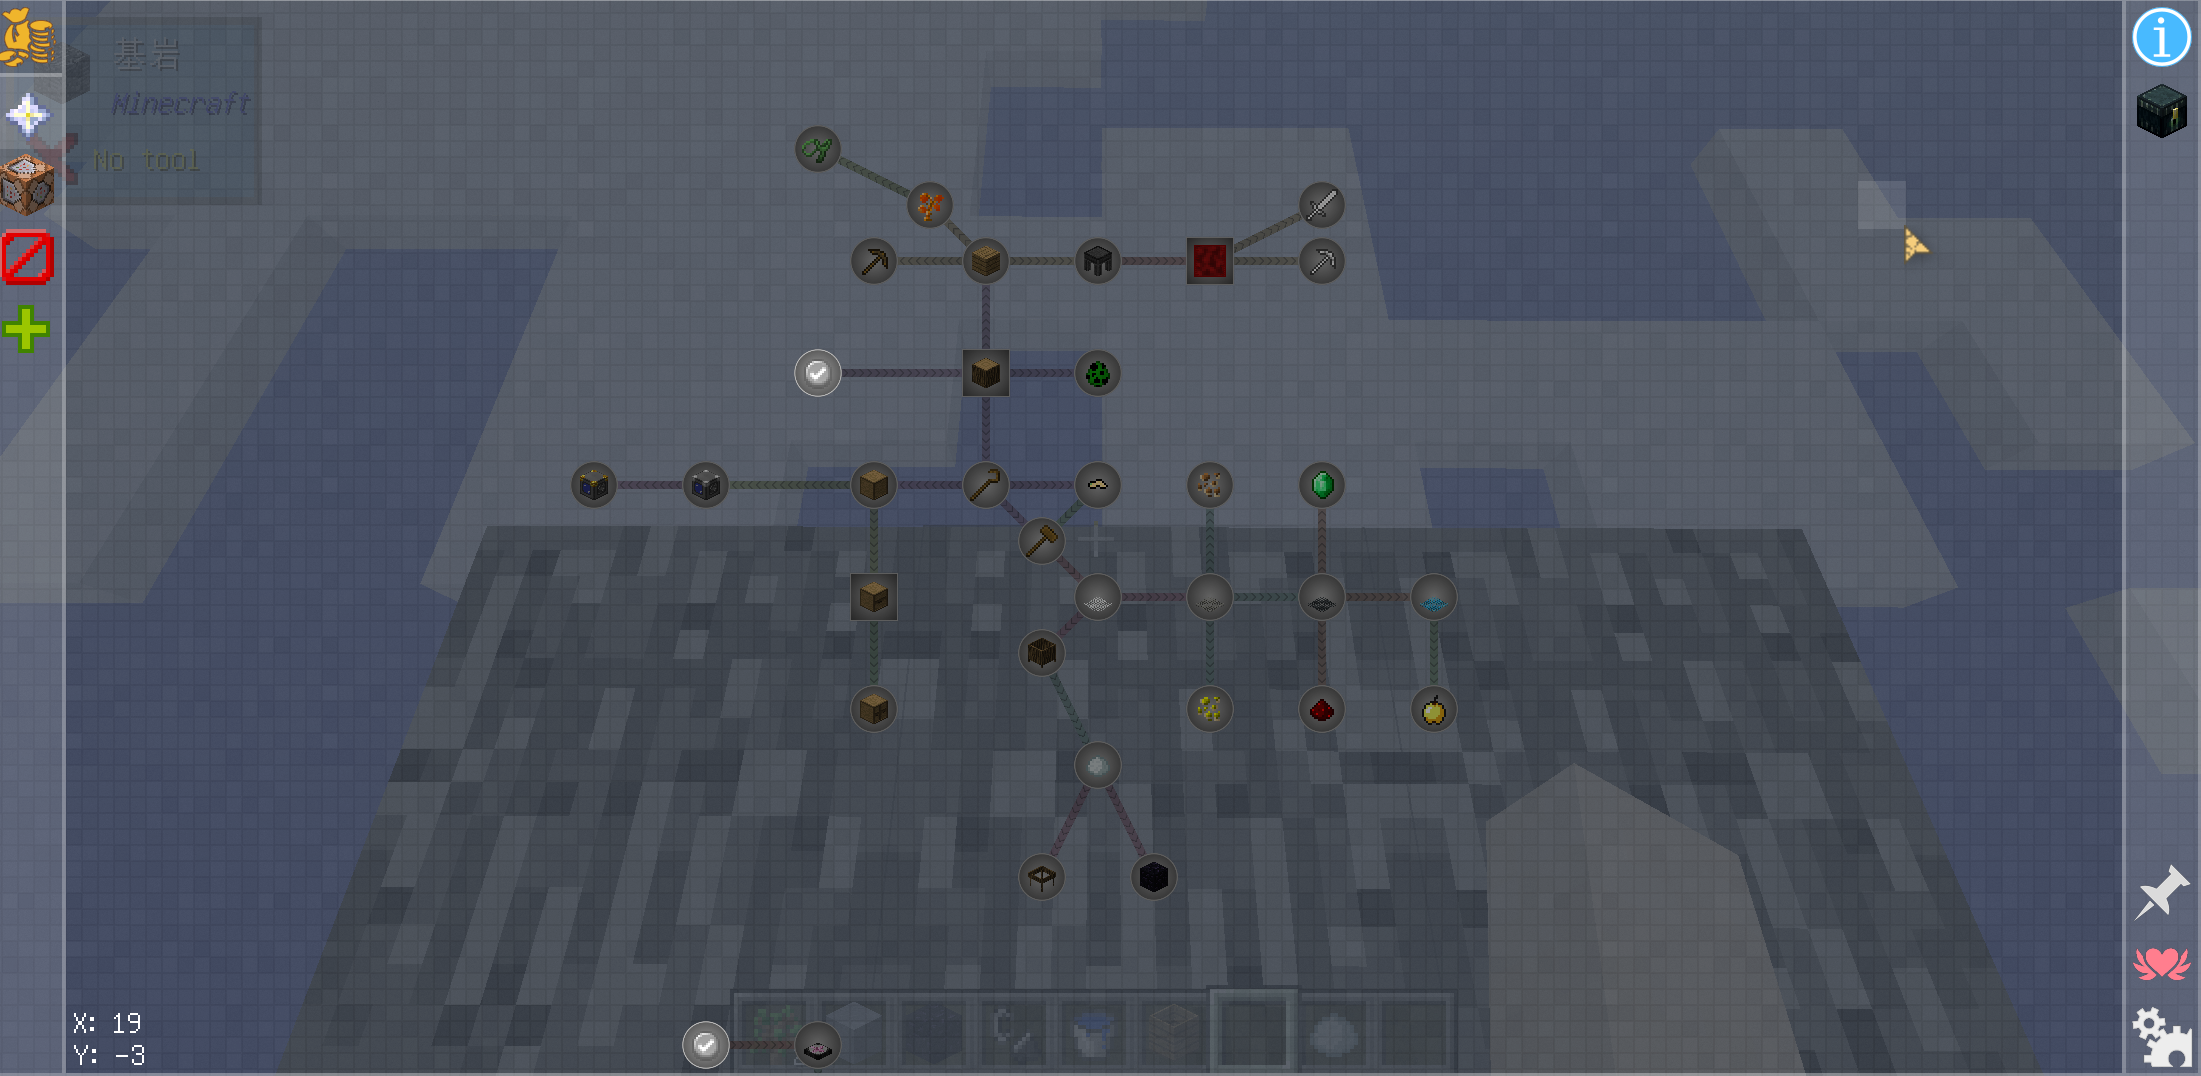 基岩
Minecraft
No tool
X: 19
Y: -3